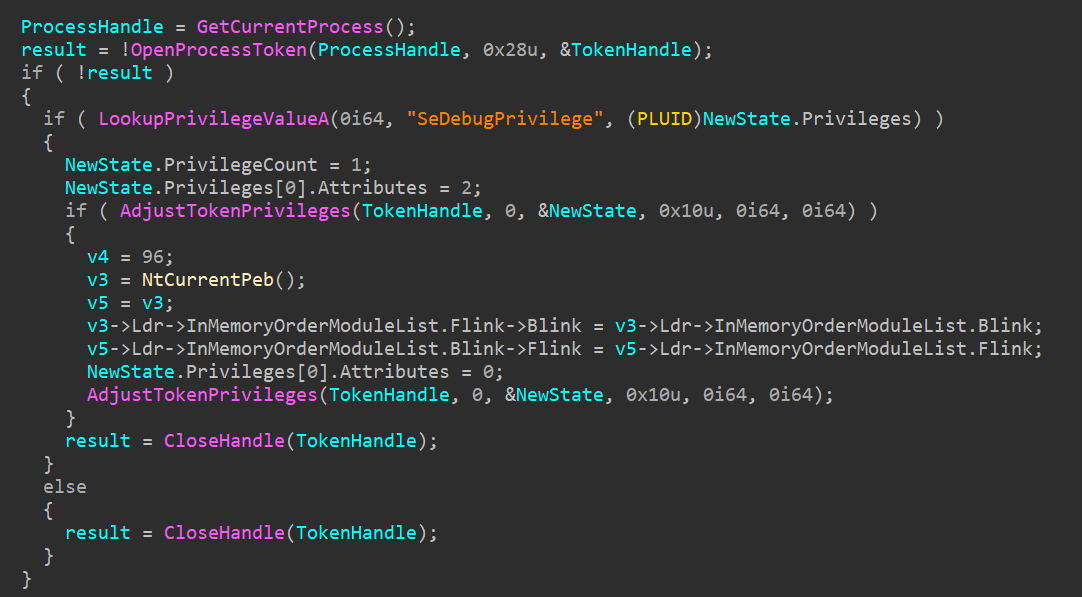 ProcessHandle = GetCurrentProcess();
result = !OpenProcessToken(ProcessHandle, 0x28u, &TokenHandle);
if ( !result )
{
  if ( LookupPrivilegeValueA(0i64, "SeDebugPrivilege", (PLUID)NewState.Privileges) )
  {
    NewState.PrivilegeCount = 1;
    NewState.Privileges[0].Attributes = 2;
    if ( AdjustTokenPrivileges(TokenHandle, 0, &NewState, 0x10u, 0i64, 0i64) )
    {
      v4 = 96;
      v3 = NtCurrentPeb();
      v5 = v3;
      v3->Ldr->InMemoryOrderModuleList.Flink->Blink = v3->Ldr->InMemoryOrderModuleList.Blink;
      v5->Ldr->InMemoryOrderModuleList.Blink->Flink = v5->Ldr->InMemoryOrderModuleList.Flink;
      NewState.Privileges[0].Attributes = 0;
      AdjustTokenPrivileges(TokenHandle, 0, &NewState, 0x10u, 0i64, 0i64);
    }
    result = CloseHandle(TokenHandle);
  }
  else
  {
    result = CloseHandle(TokenHandle);
  }
}